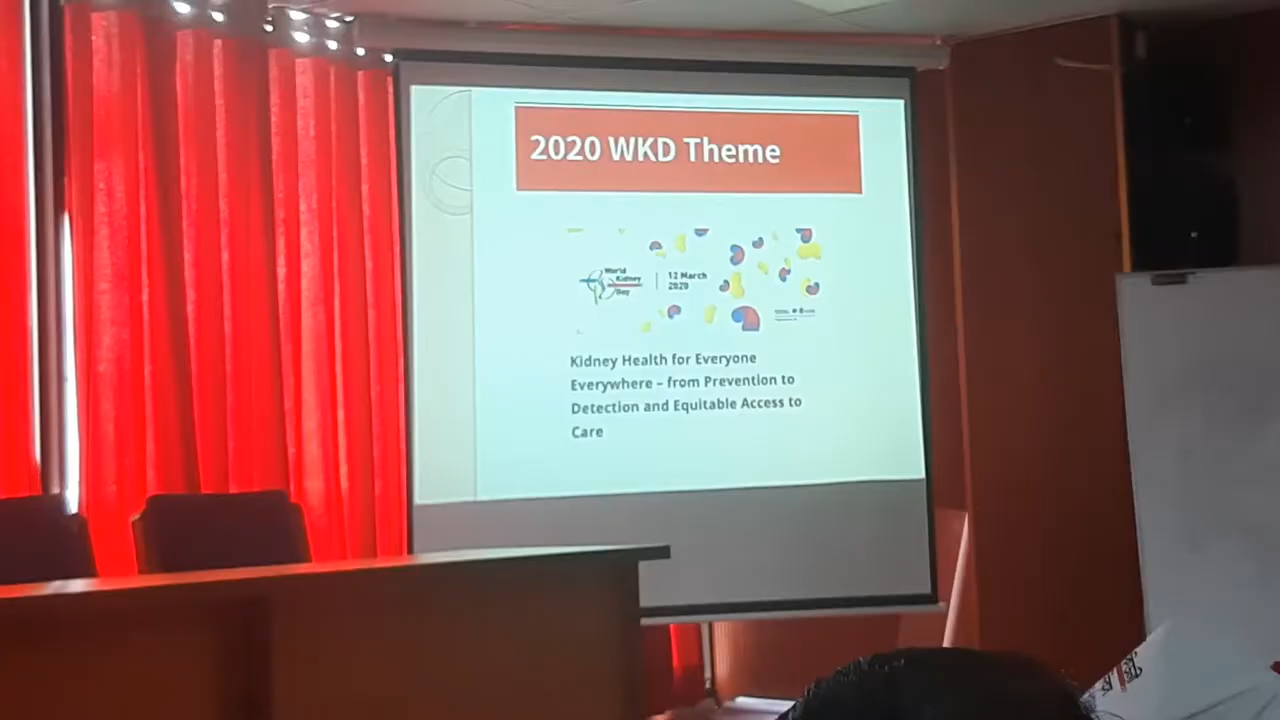 2020 WKD Theme
World
Kidney
Day
12 March
2020
Kidney Health for Everyone
Everywhere – from Prevention to
Detection and Equitable Access to
Care